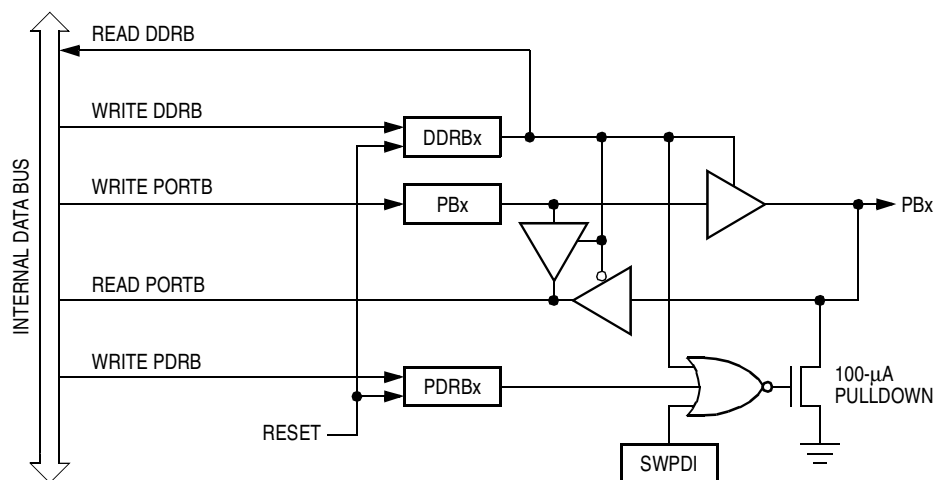 READ DDRB
WRITE DDRB
DDRBx
WRITE PORTB
PBx
PBx
INTERNAL DATA BUS
READ PORTB
WRITE PDRB
PDRBx
100-µA
PULLDOWN
RESET
SWPDI